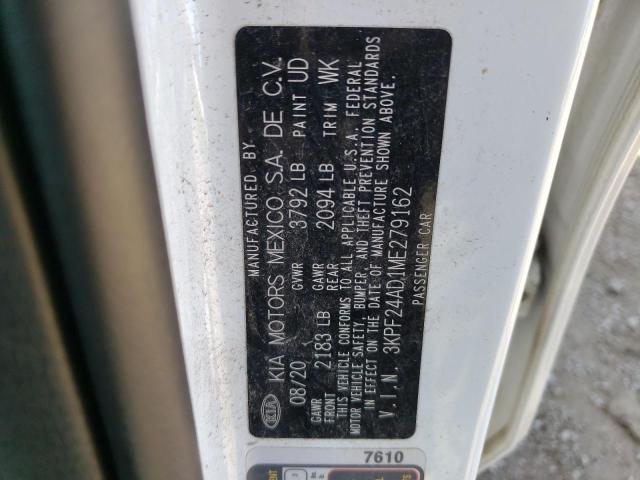 MANUFACTURED BY
KIA KIA MOTORS MEXICO S.A. DE C.V.
08/20 GVWR 3792 LB PAINT UD
GAWR FRONT 2183 LB GAWR REAR 2094 LB TRIM WK
THIS VEHICLE CONFORMS TO ALL APPLICABLE U.S.A. FEDERAL
MOTOR VEHICLE SAFETY, BUMPER, AND THEFT PREVENTION STANDARDS
IN EFFECT ON THE DATE OF MANUFACTURE SHOWN ABOVE.
V.I.N. 3KPF24AD1ME279162
PASSENGER CAR
7610